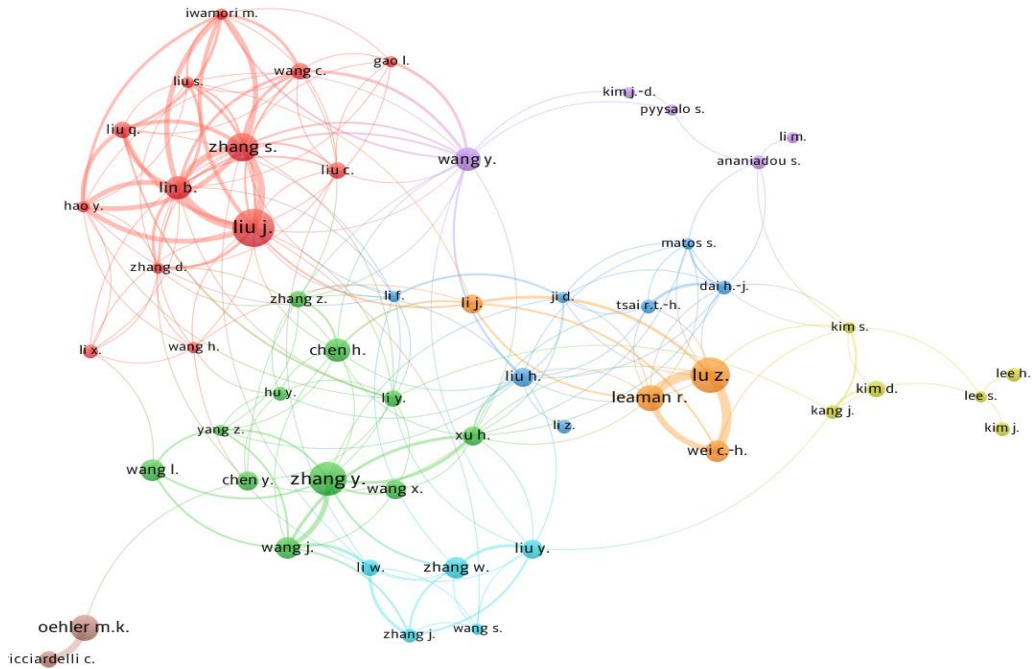 iwamori m.
gao l.
wang c.
liu s.
kim j.-d.
pyysalo s.
liu q.
li m.
zhang s.
wang y.
ananiadou s.
liu c.
lin b.
hao y.
liu j.
matos s.
zhang d.
dai h.-j.
zhang z.
li f.
li j.
ji d.
tsai r.t.-h.
kim s.
li x.
wang h.
chen h.
liu h.
lu z.
lee h.
hu y.
li y.
leaman r.
kim d.
lee s.
kang j.
li z.
kim j.
yang z.
xu h.
wei c.-h.
wang l.
chen y.
zhang y.
wang x.
wang j.
liu y.
li w.
zhang w.
oehler m.k.
zhang j.
wang s.
icciardelli c.